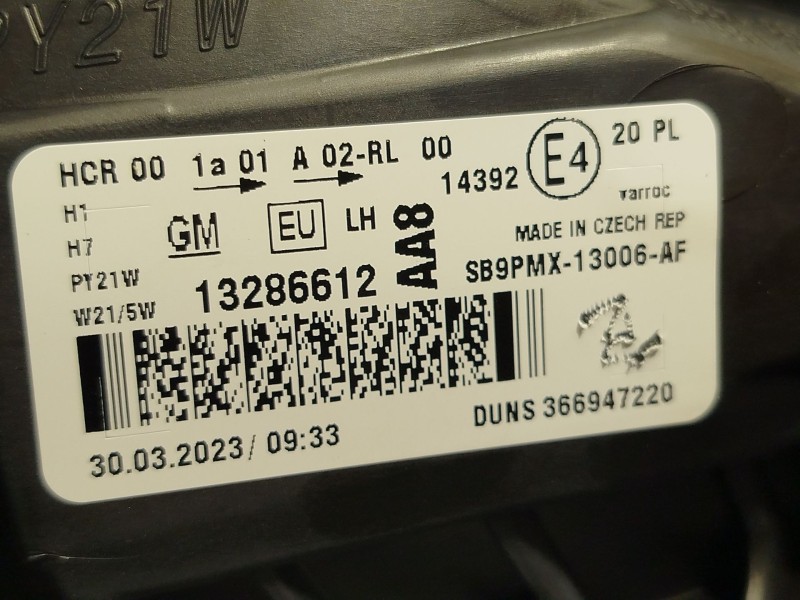 PY21W
HCR 00 1a 01 A 02-RL 00
14392 E4 20 PL
H1
H7
PY21W
W21/5W
GM EU LH AA8
varroc
MADE IN CZECH REP
13286612
SB9PMX-13006-AF
30.03.2023/ 09:33
DUNS 366947220